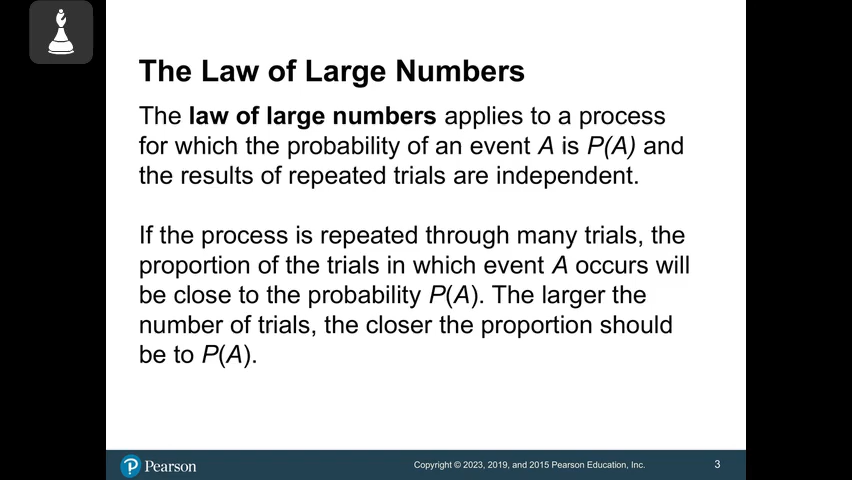 The Law of Large Numbers
The law of large numbers applies to a process
for which the probability of an event A is P(A) and
the results of repeated trials are independent.
If the process is repeated through many trials, the
proportion of the trials in which event A occurs will
be close to the probability P(A). The larger the
number of trials, the closer the proportion should
be to P(A).
Pearson
Copyright © 2023, 2019, and 2015 Pearson Education, Inc.
3